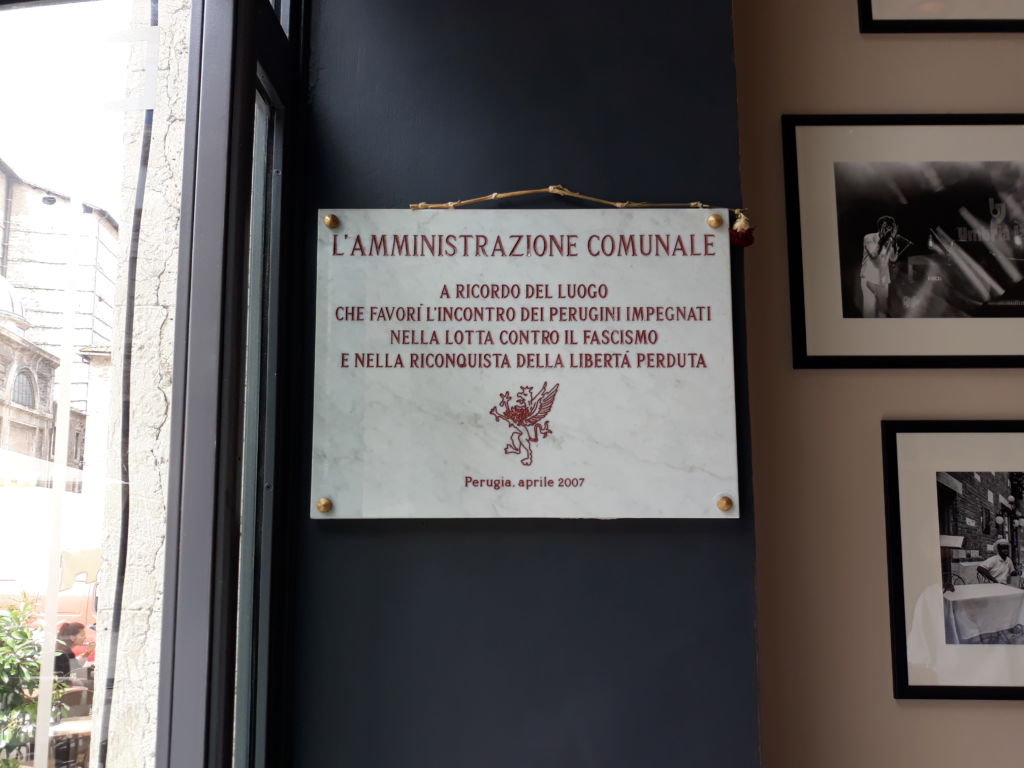 L'AMMINISTRAZIONE COMUNALE
A RICORDO DEL LUOGO
CHE FAVORÌ L'INCONTRO DEI PERUGINI IMPEGNATI
NELLA LOTTA CONTRO IL FASCISMO
E NELLA RICONQUISTA DELLA LIBERTÁ PERDUTA
Perugia, aprile 2007